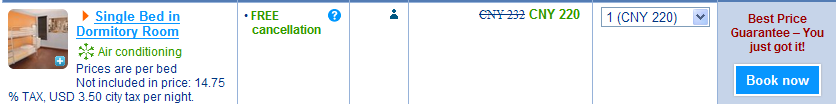 Single Bed in
Dormitory Room
Air conditioning
Prices are per bed
Not included in price: 14.75
% TAX, USD 3.50 city tax per night.
• FREE
cancellation
?
CNY 232 CNY 220
1 (CNY 220)
Best Price
Guarantee – You
just got it!
Book now